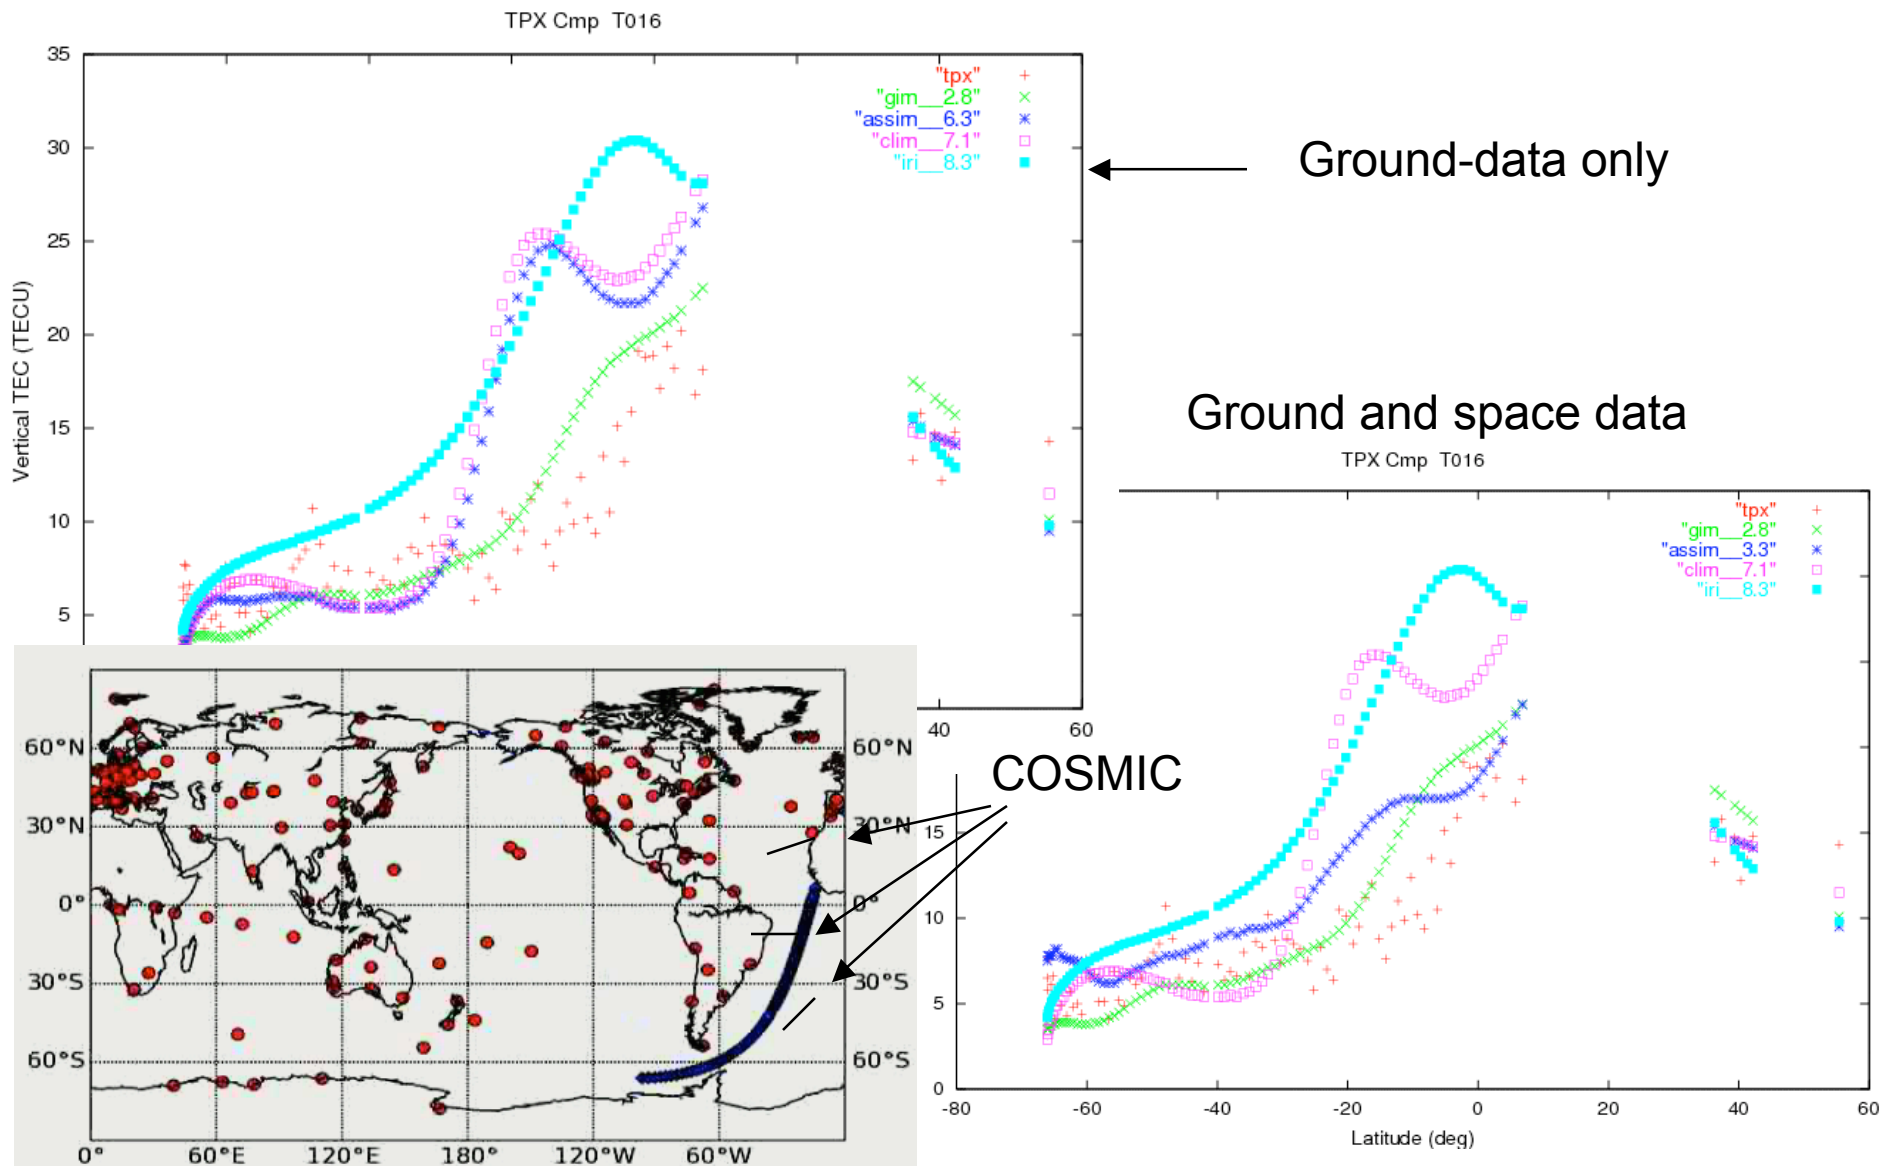 TPX Cmp T016
35
30
25
20
15
10
5
Vertical TEC (TECU)
"tpx"
"gim__2.8"
"assim__6.3"
"clim__7.1"
"iri__8.3"
40
60
Ground-data only
Ground and space data
TPX Cmp T016
"tpx"
"gim__2.8"
"assim__3.3"
"clim__7.1"
"iri__8.3"
15
10
5
0
-80
-60
-40
-20
0
20
40
60
Latitude (deg)
COSMIC
60°N
30°N
0°
30°S
60°S
60°N
30°N
0°
30°S
60°S
0°
60°E
120°E
180°
120°W
60°W